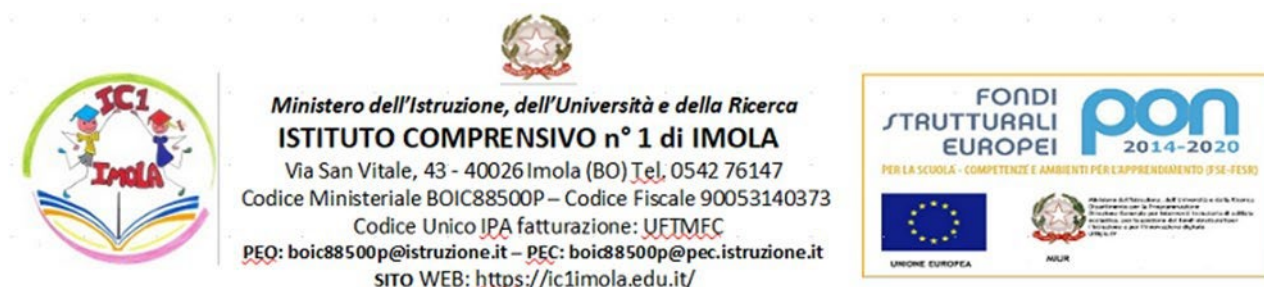 IC1
IMOLA
Ministero dell'Istruzione, dell'Università e della Ricerca
ISTITUTO COMPRENSIVO n° 1 di IMOLA
Via San Vitale, 43 - 40026 Imola (BO) Tel. 0542 76147
Codice Ministeriale BOIC88500P – Codice Fiscale 90053140373
Codice Unico IPA fatturazione: UFTMFC
PEO: boic88500p@istruzione.it – PEC: boic88500p@pec.istruzione.it
SITO WEB: https://ic1imola.edu.it/
FONDI
STRUTTURALI
EUROPEI
pon
2014-2020
PER LA SCUOLA - COMPETENZE E AMBIENTI PER L'APPRENDIMENTO (FSE-FESR)
UNIONE EUROPEA
MIUR